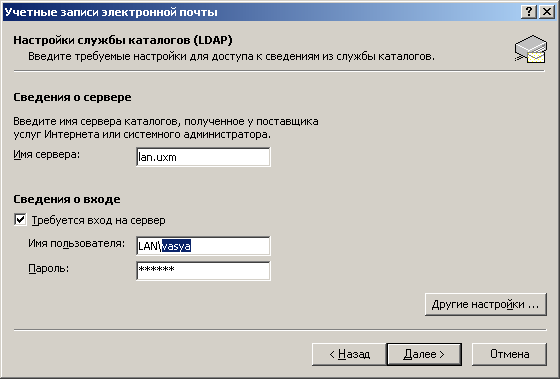 Учетные записи электронной почты
Настройки службы каталогов (LDAP)
Введите требуемые настройки для доступа к сведениям из службы каталогов.
Сведения о сервере
Введите имя сервера каталогов, полученное у поставщика
услуг Интернета или системного администратора.
Имя сервера: lan.uxm
Сведения о входе
Требуется вход на сервер
Имя пользователя: LAN\vasya
Пароль: ******
Другие настройки ...
< Назад Далее > Отмена